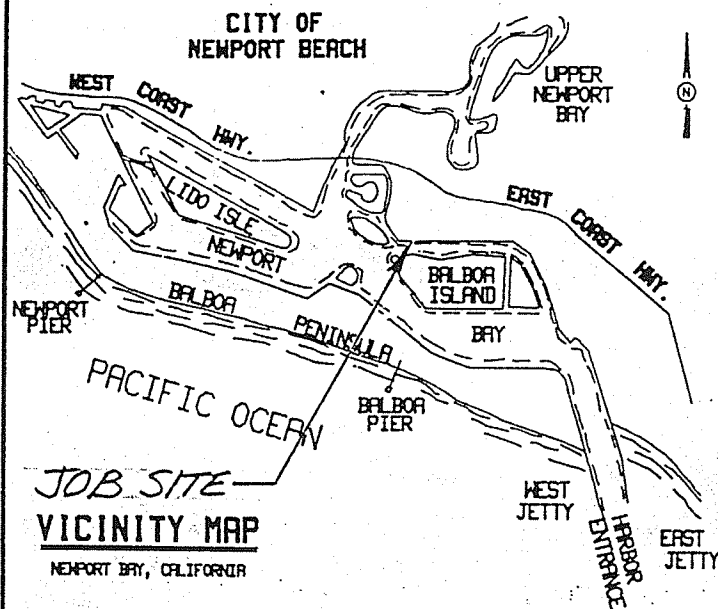 CITY OF
NEWPORT BEACH
WEST COAST HWY.
UPPER
NEWPORT
BAY
N
EAST COAST HWY.
LIDO ISLE
NEWPORT
BALBOA
ISLAND
BAY
NEWPORT
PIER
BALBOA
PENINSULA
PACIFIC OCEAN
BALBOA
PIER
JOB SITE
VICINITY MAP
NEWPORT BAY, CALIFORNIA
WEST
JETTY
HARBOR
ENTRANCE
EAST
JETTY